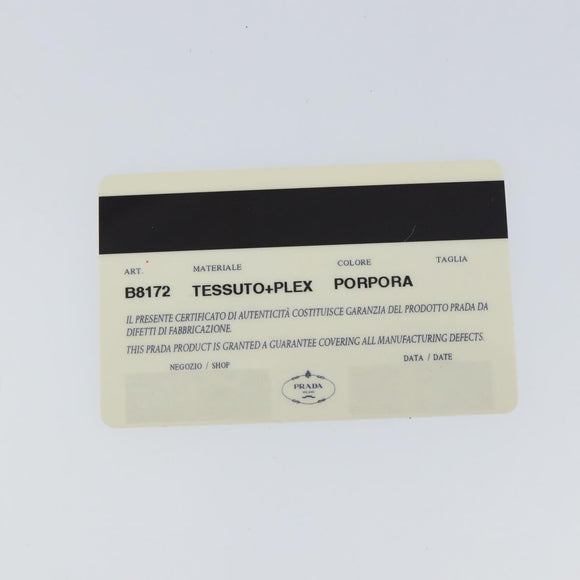 ART. MATERIALE COLORE TAGLIA
B8172 TESSUTO+PLEX PORPORA
IL PRESENTE CERTIFICATO DI AUTENTICITÀ COSTITUISCE GARANZIA DEL PRODOTTO PRADA DA
DIFETTI DI FABBRICAZIONE.
THIS PRADA PRODUCT IS GRANTED A GUARANTEE COVERING ALL MANUFACTURING DEFECTS.
NEGOZIO / SHOP DATA / DATE
PRADA